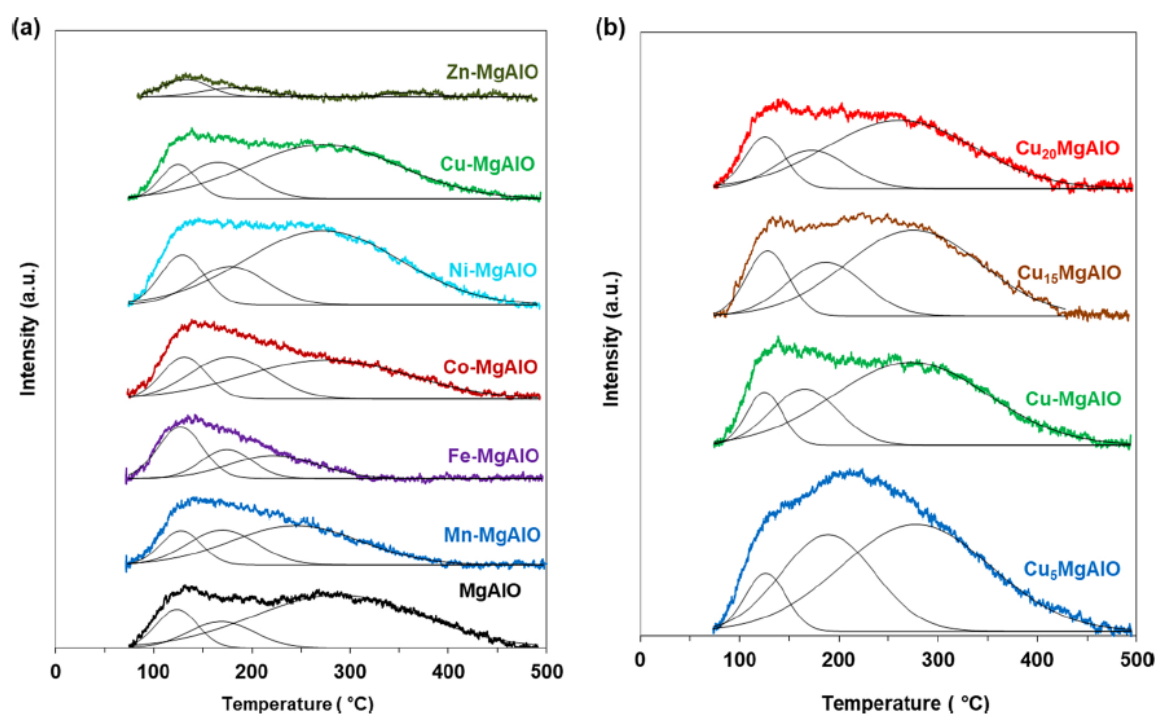 (a)
Zn-MgAlO
Cu-MgAlO
Ni-MgAlO
Co-MgAlO
Fe-MgAlO
Mn-MgAlO
MgAlO
Intensity (a.u.)
0 100 200 300 400 500
Temperature ( °C)
(b)
Cu₂₀MgAlO
Cu₁₅MgAlO
Cu-MgAlO
Cu₅MgAlO
Intensity (a.u.)
0 100 200 300 400 500
Temperature ( °C)